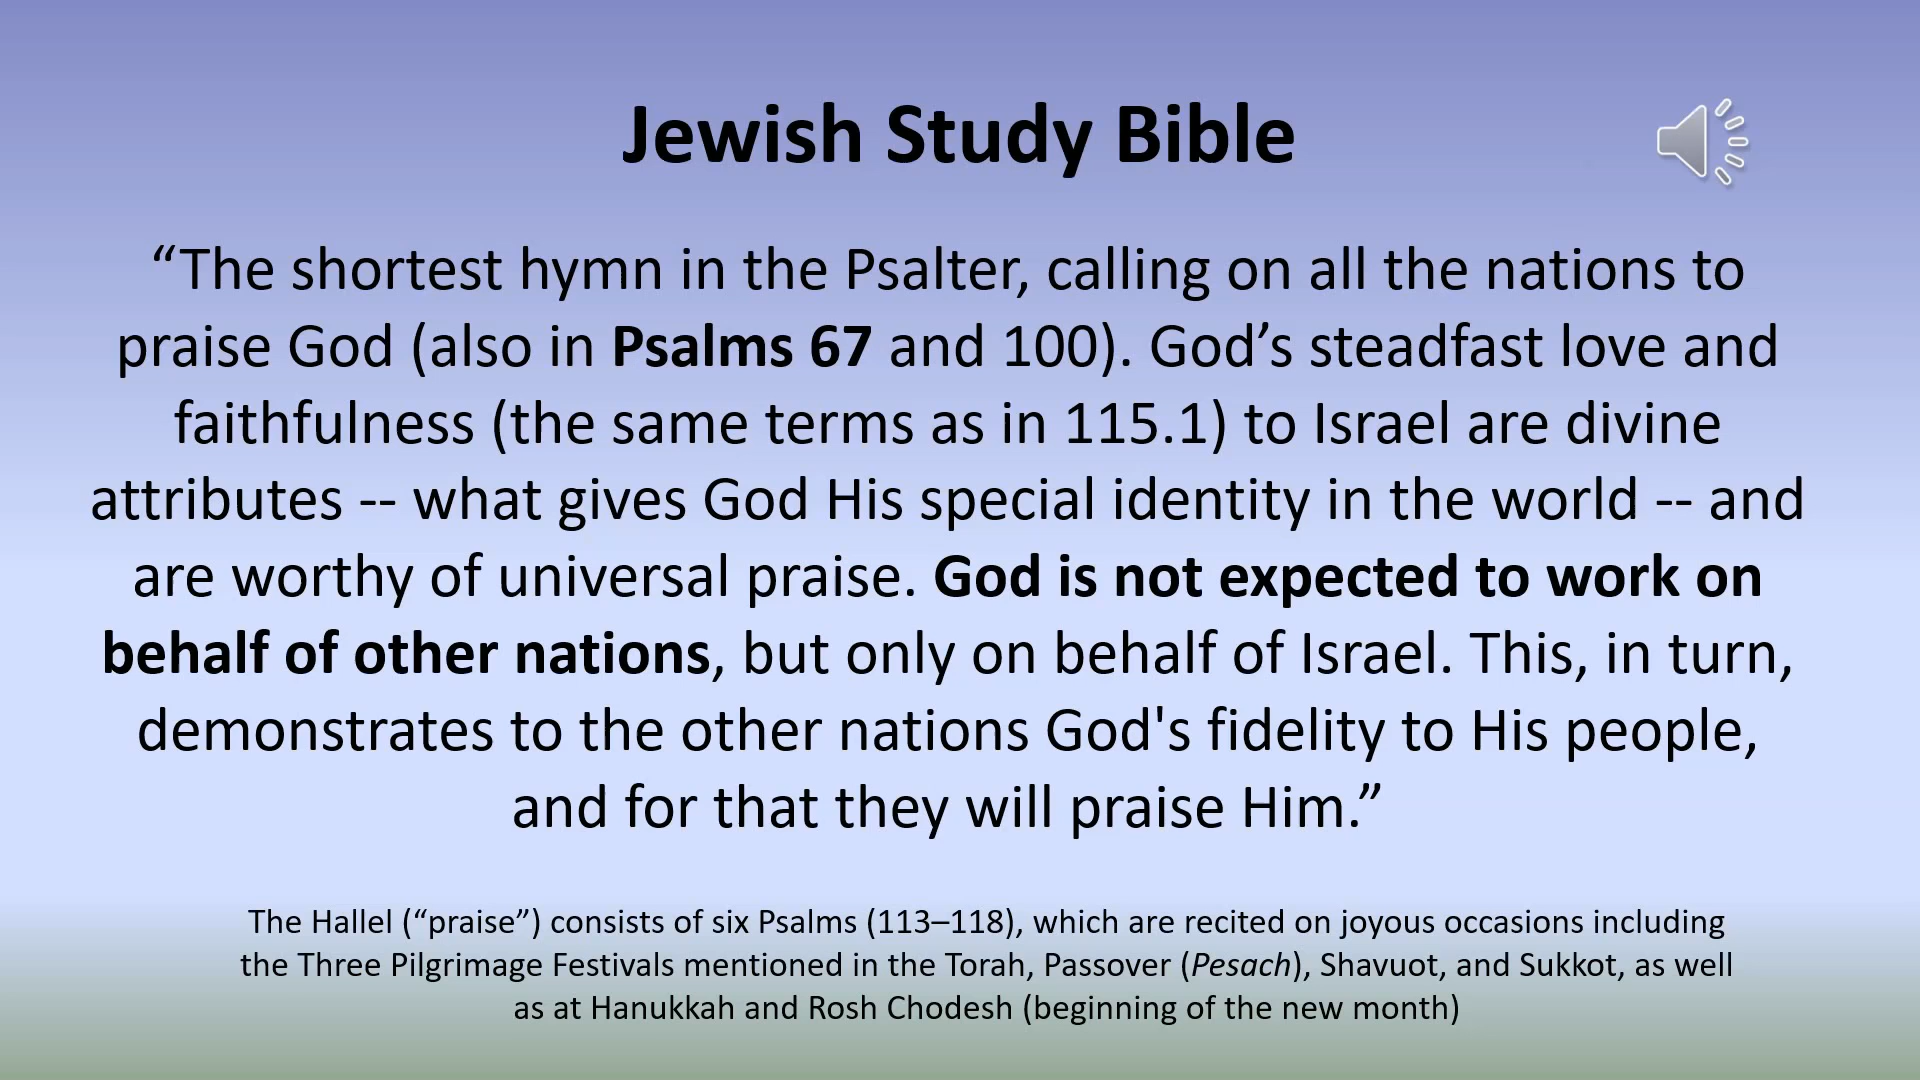 Jewish Study Bible
“The shortest hymn in the Psalter, calling on all the nations to
praise God (also in Psalms 67 and 100). God’s steadfast love and
faithfulness (the same terms as in 115.1) to Israel are divine
attributes -- what gives God His special identity in the world -- and
are worthy of universal praise. God is not expected to work on
behalf of other nations, but only on behalf of Israel. This, in turn,
demonstrates to the other nations God's fidelity to His people,
and for that they will praise Him.”
The Hallel (“praise”) consists of six Psalms (113–118), which are recited on joyous occasions including
the Three Pilgrimage Festivals mentioned in the Torah, Passover (Pesach), Shavuot, and Sukkot, as well
as at Hanukkah and Rosh Chodesh (beginning of the new month)